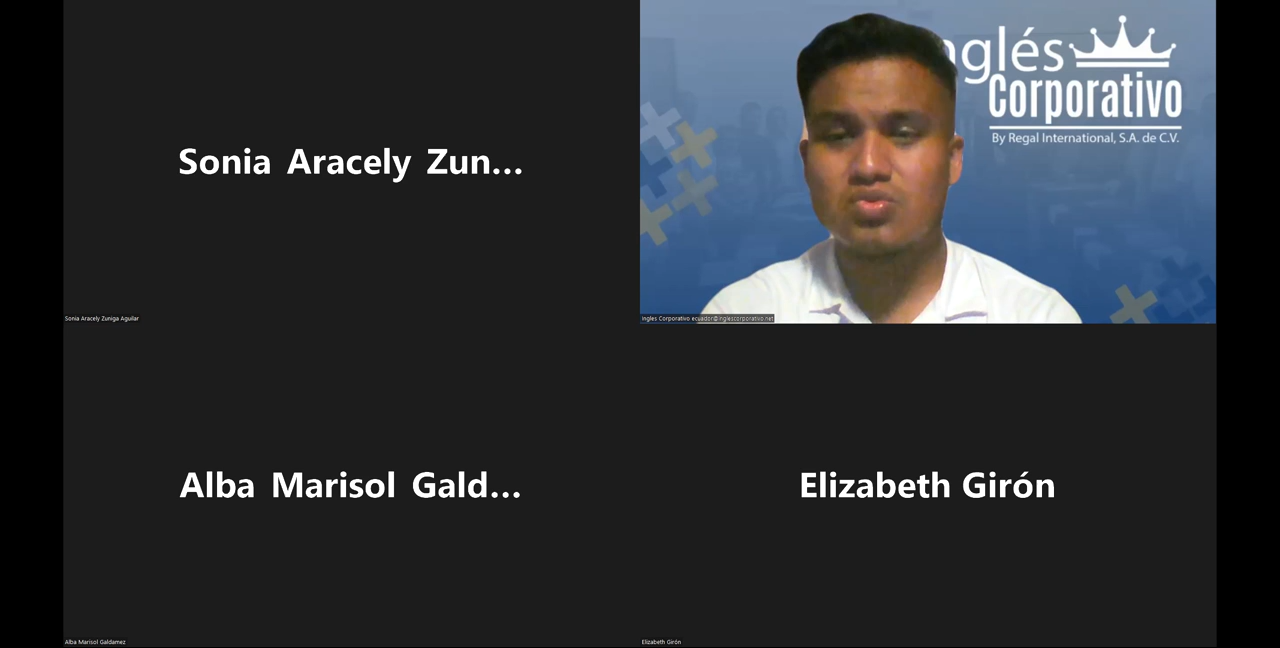 Sonia Aracely Zun...
Sonia Aracely Zuniga Aguilar
nglés
Corporativo
By Regal International, S.A. de C.V.
Ingles Corporativo ecuador@inglescorporativo.net
Alba Marisol Gald...
Alba Marisol Galdamez
Elizabeth Girón
Elizabeth Girón